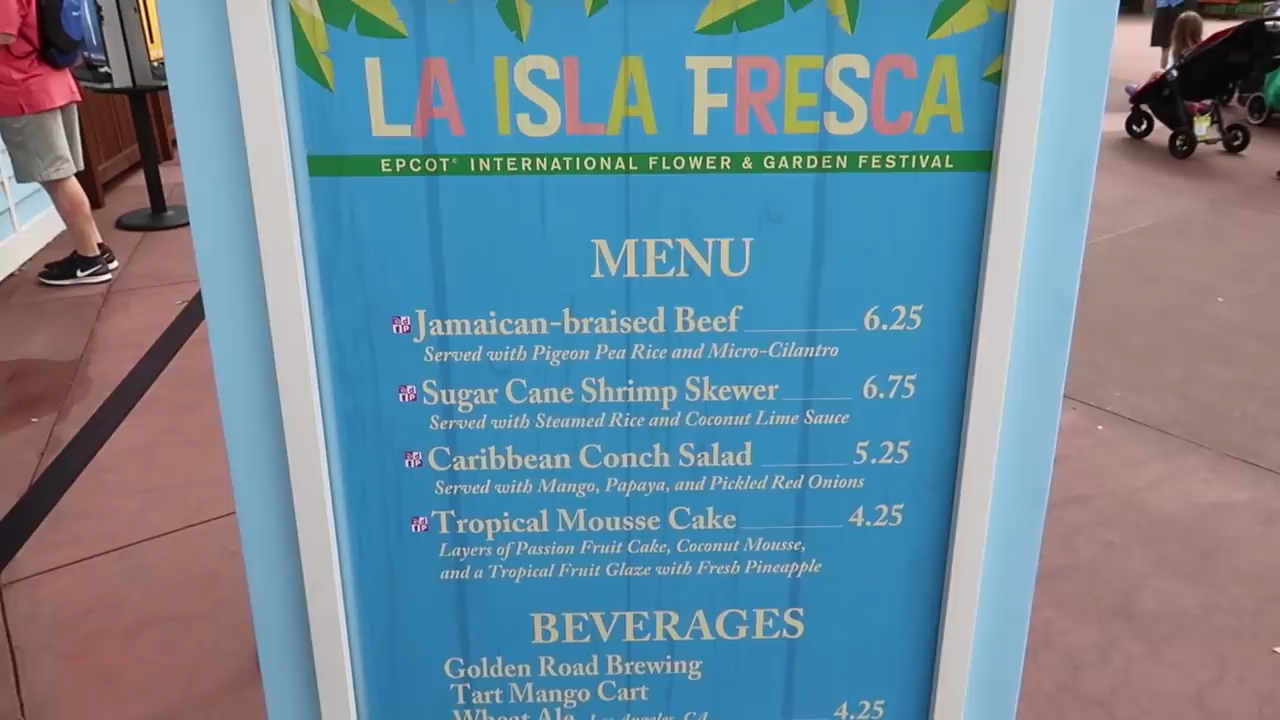 LA ISLA FRESCA
EPCOT® INTERNATIONAL FLOWER & GARDEN FESTIVAL
MENU
Jamaican-braised Beef 6.25
Served with Pigeon Pea Rice and Micro-Cilantro
Sugar Cane Shrimp Skewer 6.75
Served with Steamed Rice and Coconut Lime Sauce
Caribbean Conch Salad 5.25
Served with Mango, Papaya, and Pickled Red Onions
Tropical Mousse Cake 4.25
Layers of Passion Fruit Cake, Coconut Mousse,
and a Tropical Fruit Glaze with Fresh Pineapple
BEVERAGES
Golden Road Brewing
Tart Mango Cart
Wheat Ale, Los Angeles, CA 4.25